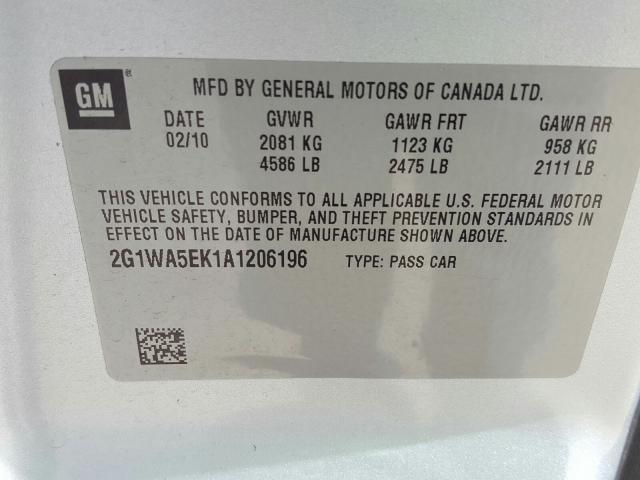 GM®
MFD BY GENERAL MOTORS OF CANADA LTD.
DATE GVWR GAWR FRT GAWR RR
02/10 2081 KG 1123 KG 958 KG
4586 LB 2475 LB 2111 LB
THIS VEHICLE CONFORMS TO ALL APPLICABLE U.S. FEDERAL MOTOR
VEHICLE SAFETY, BUMPER, AND THEFT PREVENTION STANDARDS IN
EFFECT ON THE DATE OF MANUFACTURE SHOWN ABOVE.
2G1WA5EK1A1206196 TYPE: PASS CAR